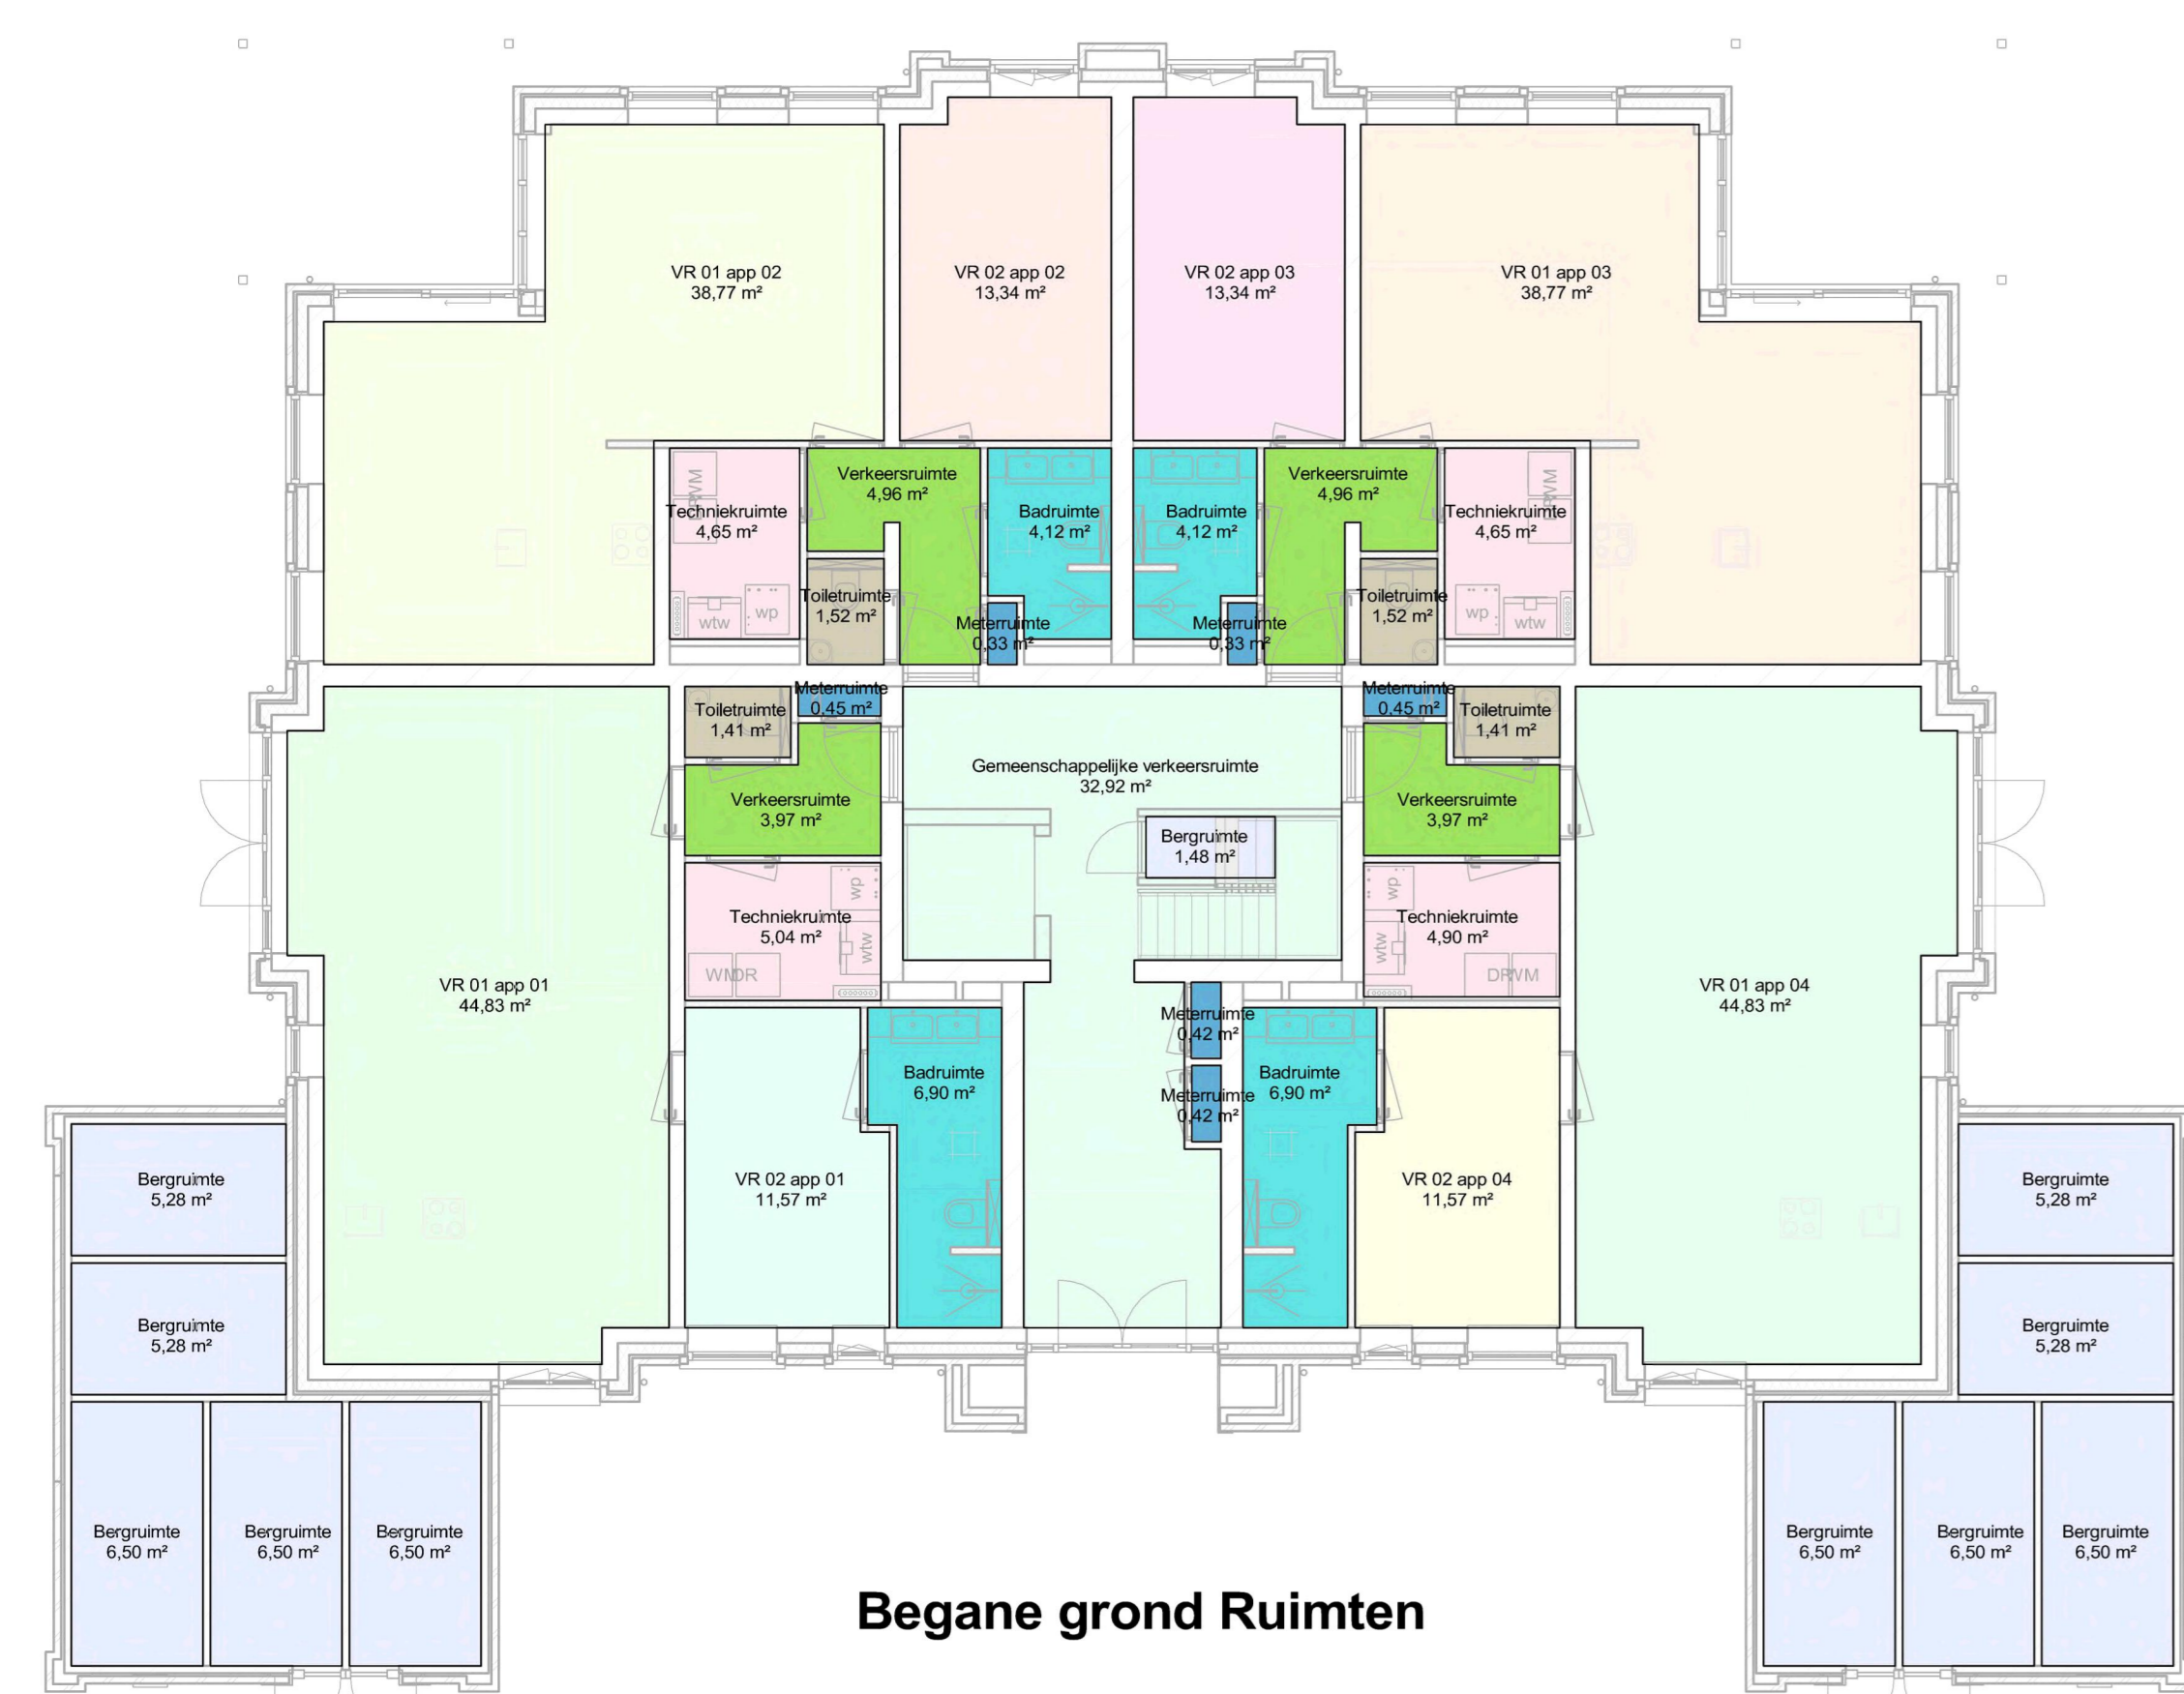 VR 01 app 02
38,77 m²
VR 02 app 02
13,34 m²
VR 02 app 03
13,34 m²
VR 01 app 03
38,77 m²
Techniekruimte
4,65 m²
wtw
wp
Verkeersruimte
4,96 m²
Toiletruimte
1,52 m²
Badruimte
4,12 m²
Meterruimte
0,33 m²
Badruimte
4,12 m²
Meterruimte
0,33 m²
Verkeersruimte
4,96 m²
Toiletruimte
1,52 m²
Techniekruimte
4,65 m²
wp
wtw
Toiletruimte
1,41 m²
Meterruimte
0,45 m²
Verkeersruimte
3,97 m²
Gemeenschappelijke verkeersruimte
32,92 m²
Bergruimte
1,48 m²
Meterruimte
0,45 m²
Toiletruimte
1,41 m²
Verkeersruimte
3,97 m²
Techniekruimte
5,04 m²
wp
wtw
WM
DR
Techniekruimte
4,90 m²
wp
wtw
DR
WM
VR 01 app 01
44,83 m²
VR 01 app 04
44,83 m²
Meterruimte
0,42 m²
Meterruimte
0,42 m²
Badruimte
6,90 m²
Badruimte
6,90 m²
VR 02 app 01
11,57 m²
VR 02 app 04
11,57 m²
Bergruimte
5,28 m²
Bergruimte
5,28 m²
Bergruimte
5,28 m²
Bergruimte
5,28 m²
Bergruimte
6,50 m²
Bergruimte
6,50 m²
Bergruimte
6,50 m²
Bergruimte
6,50 m²
Bergruimte
6,50 m²
Bergruimte
6,50 m²
Begane grond Ruimten